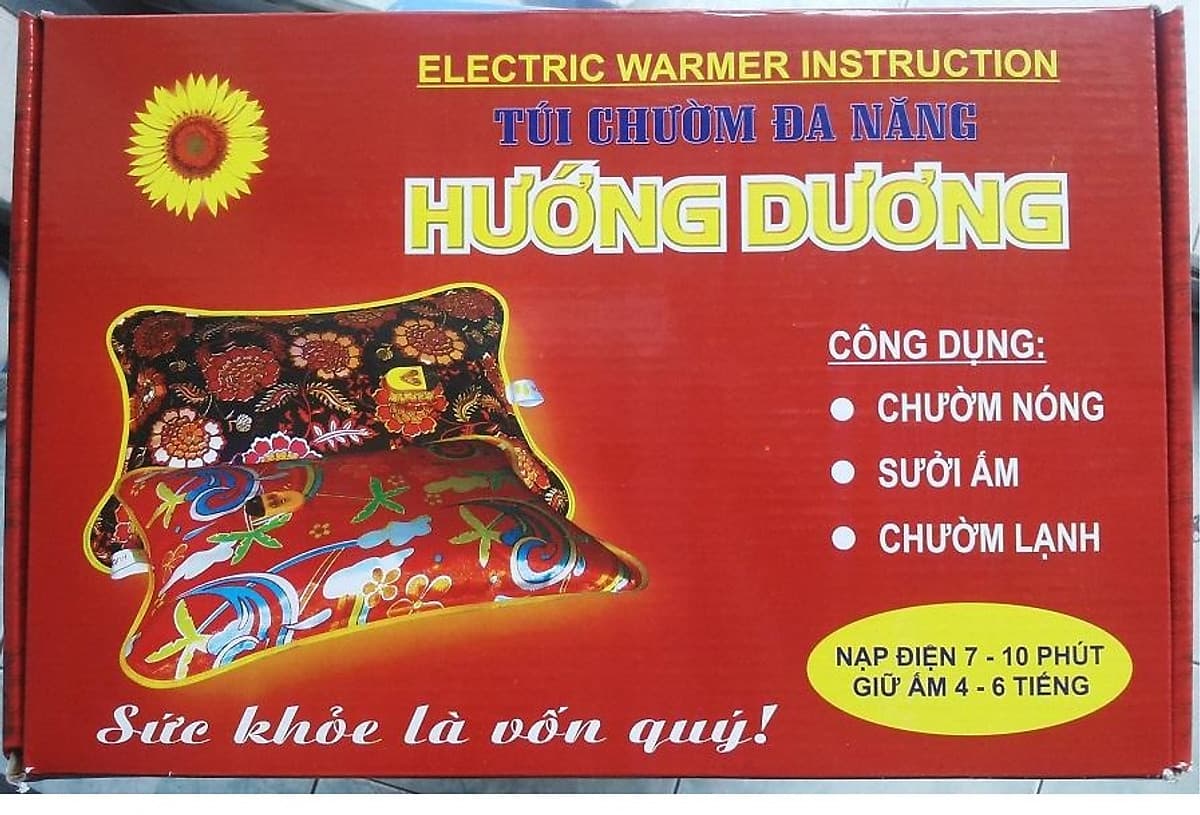 ELECTRIC WARMER INSTRUCTION
TÚI CHƯỜM ĐA NĂNG
HƯỚNG DƯƠNG
CÔNG DỤNG:
CHƯỜM NÓNG
SƯỞI ẤM
CHƯỜM LẠNH
NẠP ĐIỆN 7 - 10 PHÚT
GIỮ ẤM 4 - 6 TIẾNG
Sức khỏe là vốn quý!